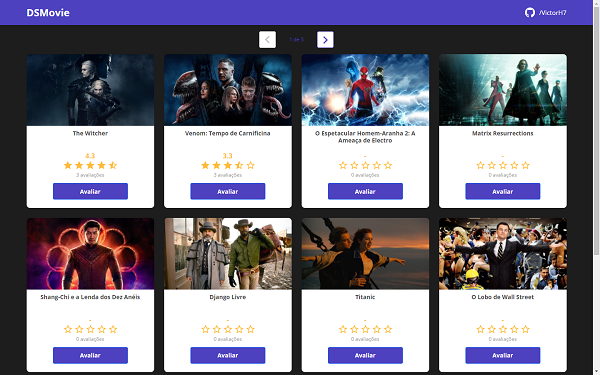 DSMovie
/VictorH7
1 de 3
The Witcher
4.3
3 avaliações
Avaliar
Venom: Tempo de Carnificina
3.3
3 avaliações
Avaliar
O Espetacular Homem-Aranha 2: A
Ameaça de Electro
-
0 avaliações
Avaliar
Matrix Resurrections
-
0 avaliações
Avaliar
Shang-Chi e a Lenda dos Dez Anéis
-
0 avaliações
Avaliar
Django Livre
-
0 avaliações
Avaliar
Titanic
-
0 avaliações
Avaliar
O Lobo de Wall Street
-
0 avaliações
Avaliar